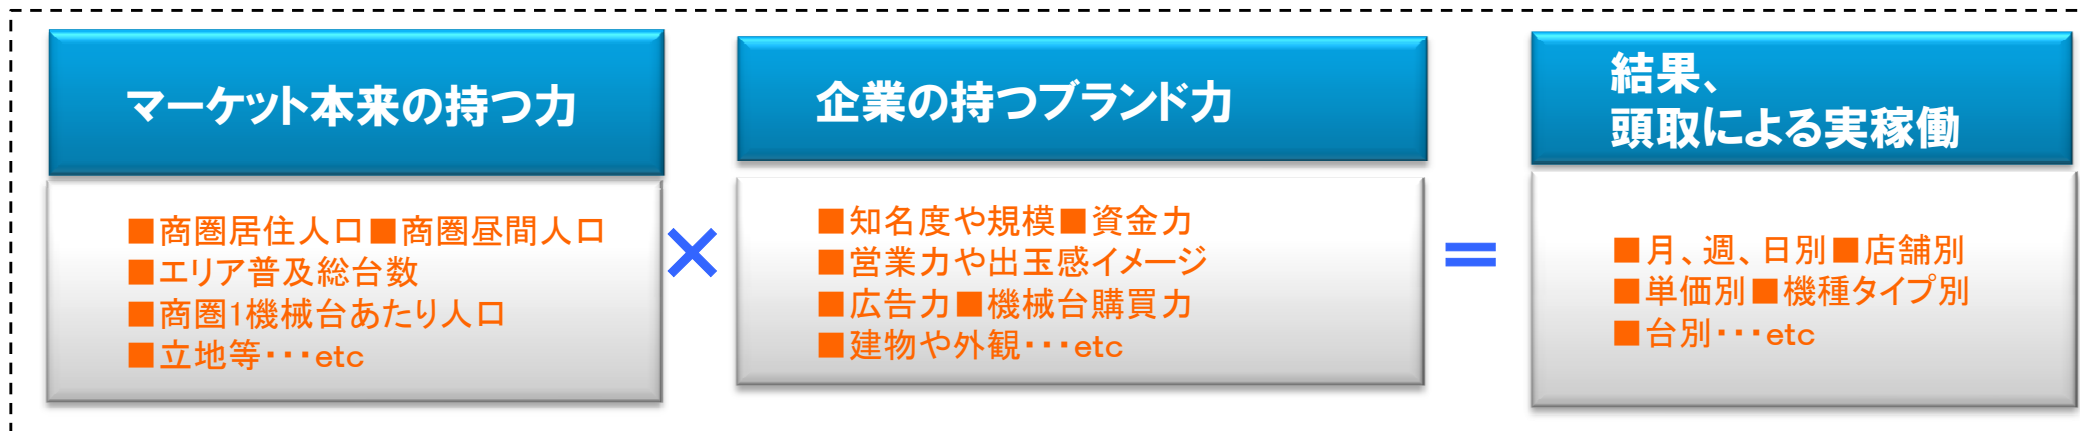 マーケット本来の持つ力
■商圏居住人口■商圏昼間人口
■エリア普及総台数
■商圏1機械台あたり人口
■立地等・・・etc
×
企業の持つブランド力
■知名度や規模■資金力
■営業力や出玉感イメージ
■広告力■機械台購買力
■建物や外観・・・etc
＝
結果、
頭取による実稼働
■月、週、日別■店舗別
■単価別■機種タイプ別
■台別・・・etc